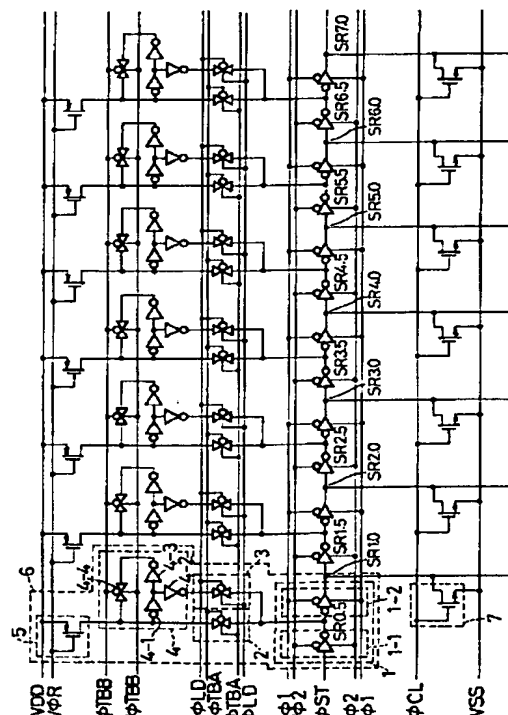 VDD
VφR
φTBB
φTBB
φLD
φTBA
φTBA
φLD
φ1
φ2
φST
φ2
φ1
φCL
VSS
5
6
4-4
4-3
4-2
4-1
4
3
2
1
1-1
1-2
7
SR0.5
SR1.0
SR1.5
SR2.0
SR2.5
SR3.0
SR3.5
SR4.0
SR4.5
SR5.0
SR5.5
SR6.0
SR6.5
SR7.0